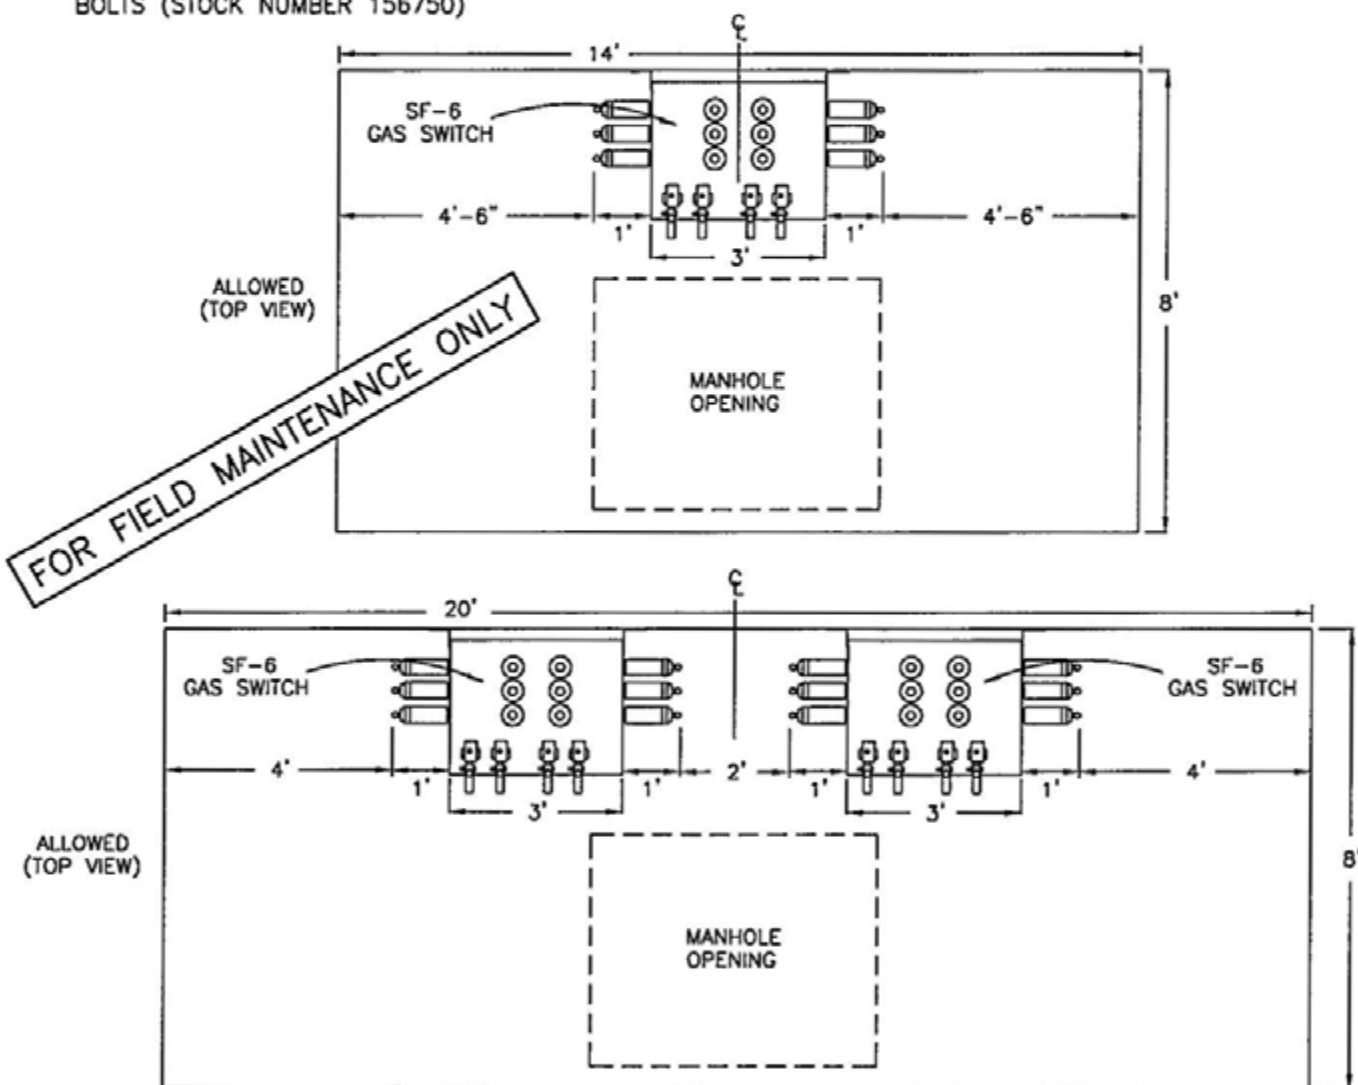 BOLTS (STOCK NUMBER 156750)
℄
14'
SF-6
GAS SWITCH
4'-6"
1'
3'
1'
4'-6"
8'
ALLOWED
(TOP VIEW)
MANHOLE
OPENING
FOR FIELD MAINTENANCE ONLY
℄
20'
SF-6
GAS SWITCH
SF-6
GAS SWITCH
4'
1'
3'
1'
2'
1'
3'
1'
4'
8'
ALLOWED
(TOP VIEW)
MANHOLE
OPENING